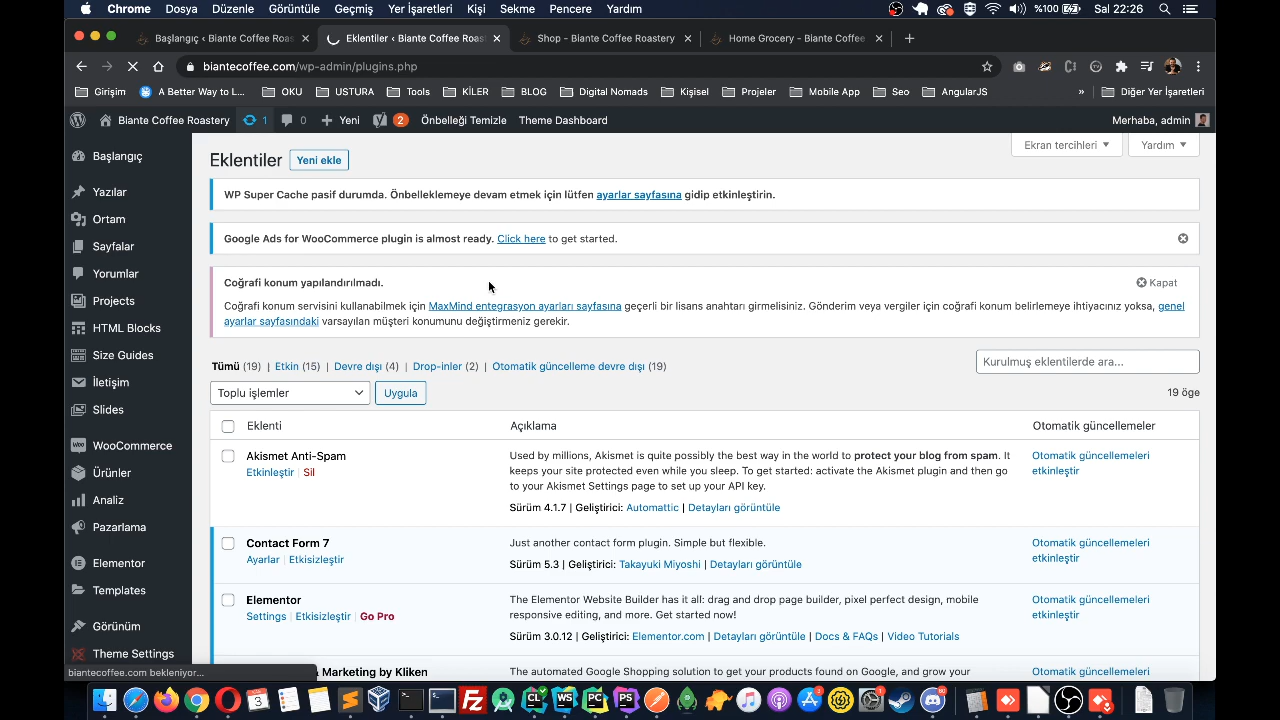 Chrome Dosya Düzenle Görüntüle Geçmiş Yer İşaretleri Kişi Sekme Pencere Yardım %100 Sal 22:26
Başlangıç ‹ Biante Coffee Roas Eklentiler ‹ Biante Coffee Roas Shop - Biante Coffee Roastery Home Grocery - Biante Coffee
biantecoffee.com/wp-admin/plugins.php
Girişim A Better Way to L... OKU USTURA Tools KİLER BLOG Digital Nomads Kişisel Projeler Mobile App Seo AngularJS » Diğer Yer İşaretleri
Biante Coffee Roastery 1 0 Yeni 2 Önbelleği Temizle Theme Dashboard Merhaba, admin
Ekran tercihleri Yardım
Eklentiler Yeni ekle
WP Super Cache pasif durumda. Önbelleklemeye devam etmek için lütfen ayarlar sayfasına gidip etkinleştirin.
Google Ads for WooCommerce plugin is almost ready. Click here to get started.
Coğrafi konum yapılandırılmadı. Kapat
Coğrafi konum servisini kullanabilmek için MaxMind entegrasyon ayarları sayfasına geçerli bir lisans anahtarı girmelisiniz. Gönderim veya vergiler için coğrafi konum belirlemeye ihtiyacınız yoksa, genel
ayarlar sayfasındaki varsayılan müşteri konumunu değiştirmeniz gerekir.
Tümü (19) | Etkin (15) | Devre dışı (4) | Drop-inler (2) | Otomatik güncelleme devre dışı (19)
Kurulmuş eklentilerde ara...
Toplu işlemler Uygula 19 öge
Eklenti Açıklama Otomatik güncellemeler
Akismet Anti-Spam
Etkinleştir | Sil
Used by millions, Akismet is quite possibly the best way in the world to protect your blog from spam. It
keeps your site protected even while you sleep. To get started: activate the Akismet plugin and then go
to your Akismet Settings page to set up your API key.
Sürüm 4.1.7 | Geliştirici: Automattic | Detayları görüntüle
Otomatik güncellemeleri
etkinleştir
Contact Form 7
Ayarlar | Etkisizleştir
Just another contact form plugin. Simple but flexible.
Sürüm 5.3 | Geliştirici: Takayuki Miyoshi | Detayları görüntüle
Otomatik güncellemeleri
etkinleştir
Elementor
Settings | Etkisizleştir | Go Pro
The Elementor Website Builder has it all: drag and drop page builder, pixel perfect design, mobile
responsive editing, and more. Get started now!
Sürüm 3.0.12 | Geliştirici: Elementor.com | Detayları görüntüle | Docs & FAQs | Video Tutorials
Otomatik güncellemeleri
etkinleştir
Marketing by Kliken
The automated Google Shopping solution to get your products found on Google, and grow your
Otomatik güncellemeleri
Başlangıç
Yazılar
Ortam
Sayfalar
Yorumlar
Projects
HTML Blocks
Size Guides
İletişim
Slides
WooCommerce
Ürünler
Analiz
Pazarlama
Elementor
Templates
Görünüm
Theme Settings
biantecoffee.com bekleniyor...